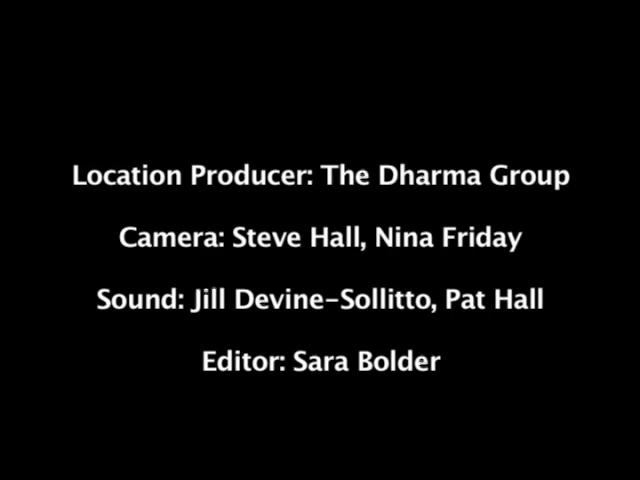 Location Producer: The Dharma Group
Camera: Steve Hall, Nina Friday
Sound: Jill Devine-Sollitto, Pat Hall
Editor: Sara Bolder